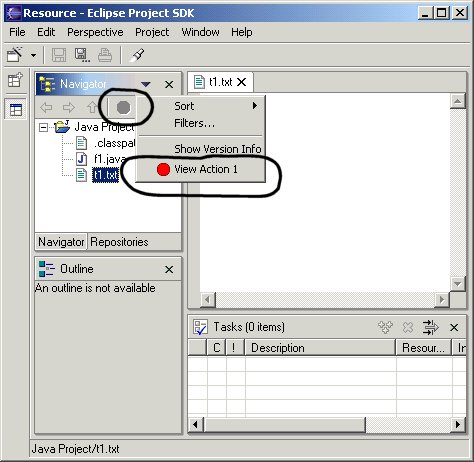 Resource - Eclipse Project SDK
File Edit Perspective Project Window Help
Navigator
t1.txt
Sort
Filters...
Java Project
.classpa
Show Version Info
f1.java
View Action 1
t1.txt
Navigator Repositories
Outline
An outline is not available
Tasks (0 items)
C ! Description Resour... In
Java Project/t1.txt